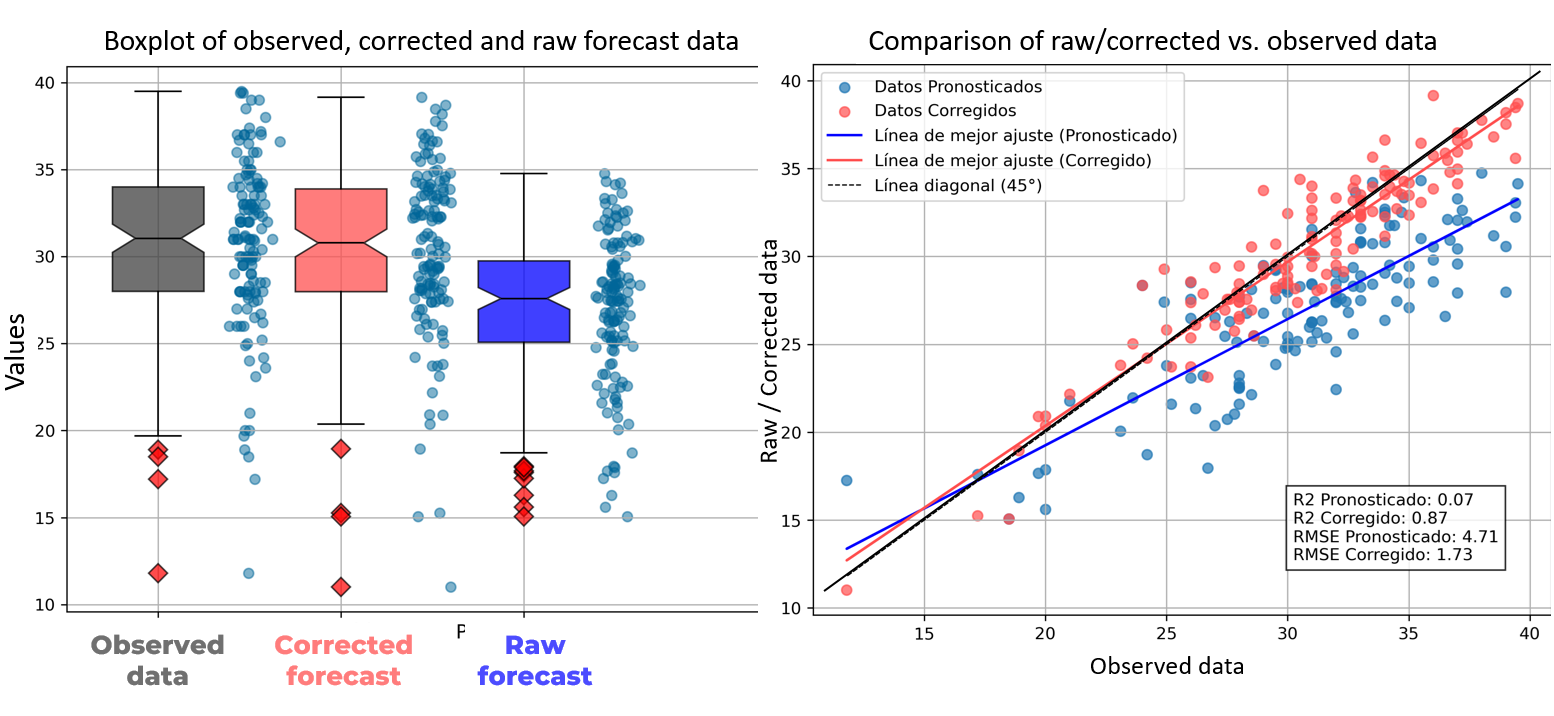 Boxplot of observed, corrected and raw forecast data
40
35
30
25
20
15
10
Values
P
Observed
data
Corrected
forecast
Raw
forecast
Comparison of raw/corrected vs. observed data
Datos Pronosticados
Datos Corregidos
Línea de mejor ajuste (Pronosticado)
Línea de mejor ajuste (Corregido)
Línea diagonal (45°)
40
35
30
25
20
15
10
Raw / Corrected data
R2 Pronosticado: 0.07
R2 Corregido: 0.87
RMSE Pronosticado: 4.71
RMSE Corregido: 1.73
15
20
25
30
35
40
Observed data